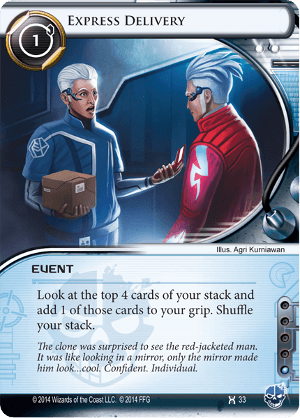 EXPRESS DELIVERY
1
Illus. Agri Kurniawan
EVENT
Look at the top 4 cards of your stack and
add 1 of those cards to your grip. Shuffle
your stack.
The clone was surprised to see the red-jacketed man.
It was like looking in a mirror, only the mirror made
him look...cool. Confident. Individual.
© 2014 Wizards of the Coast LLC. © 2014 FFG
33